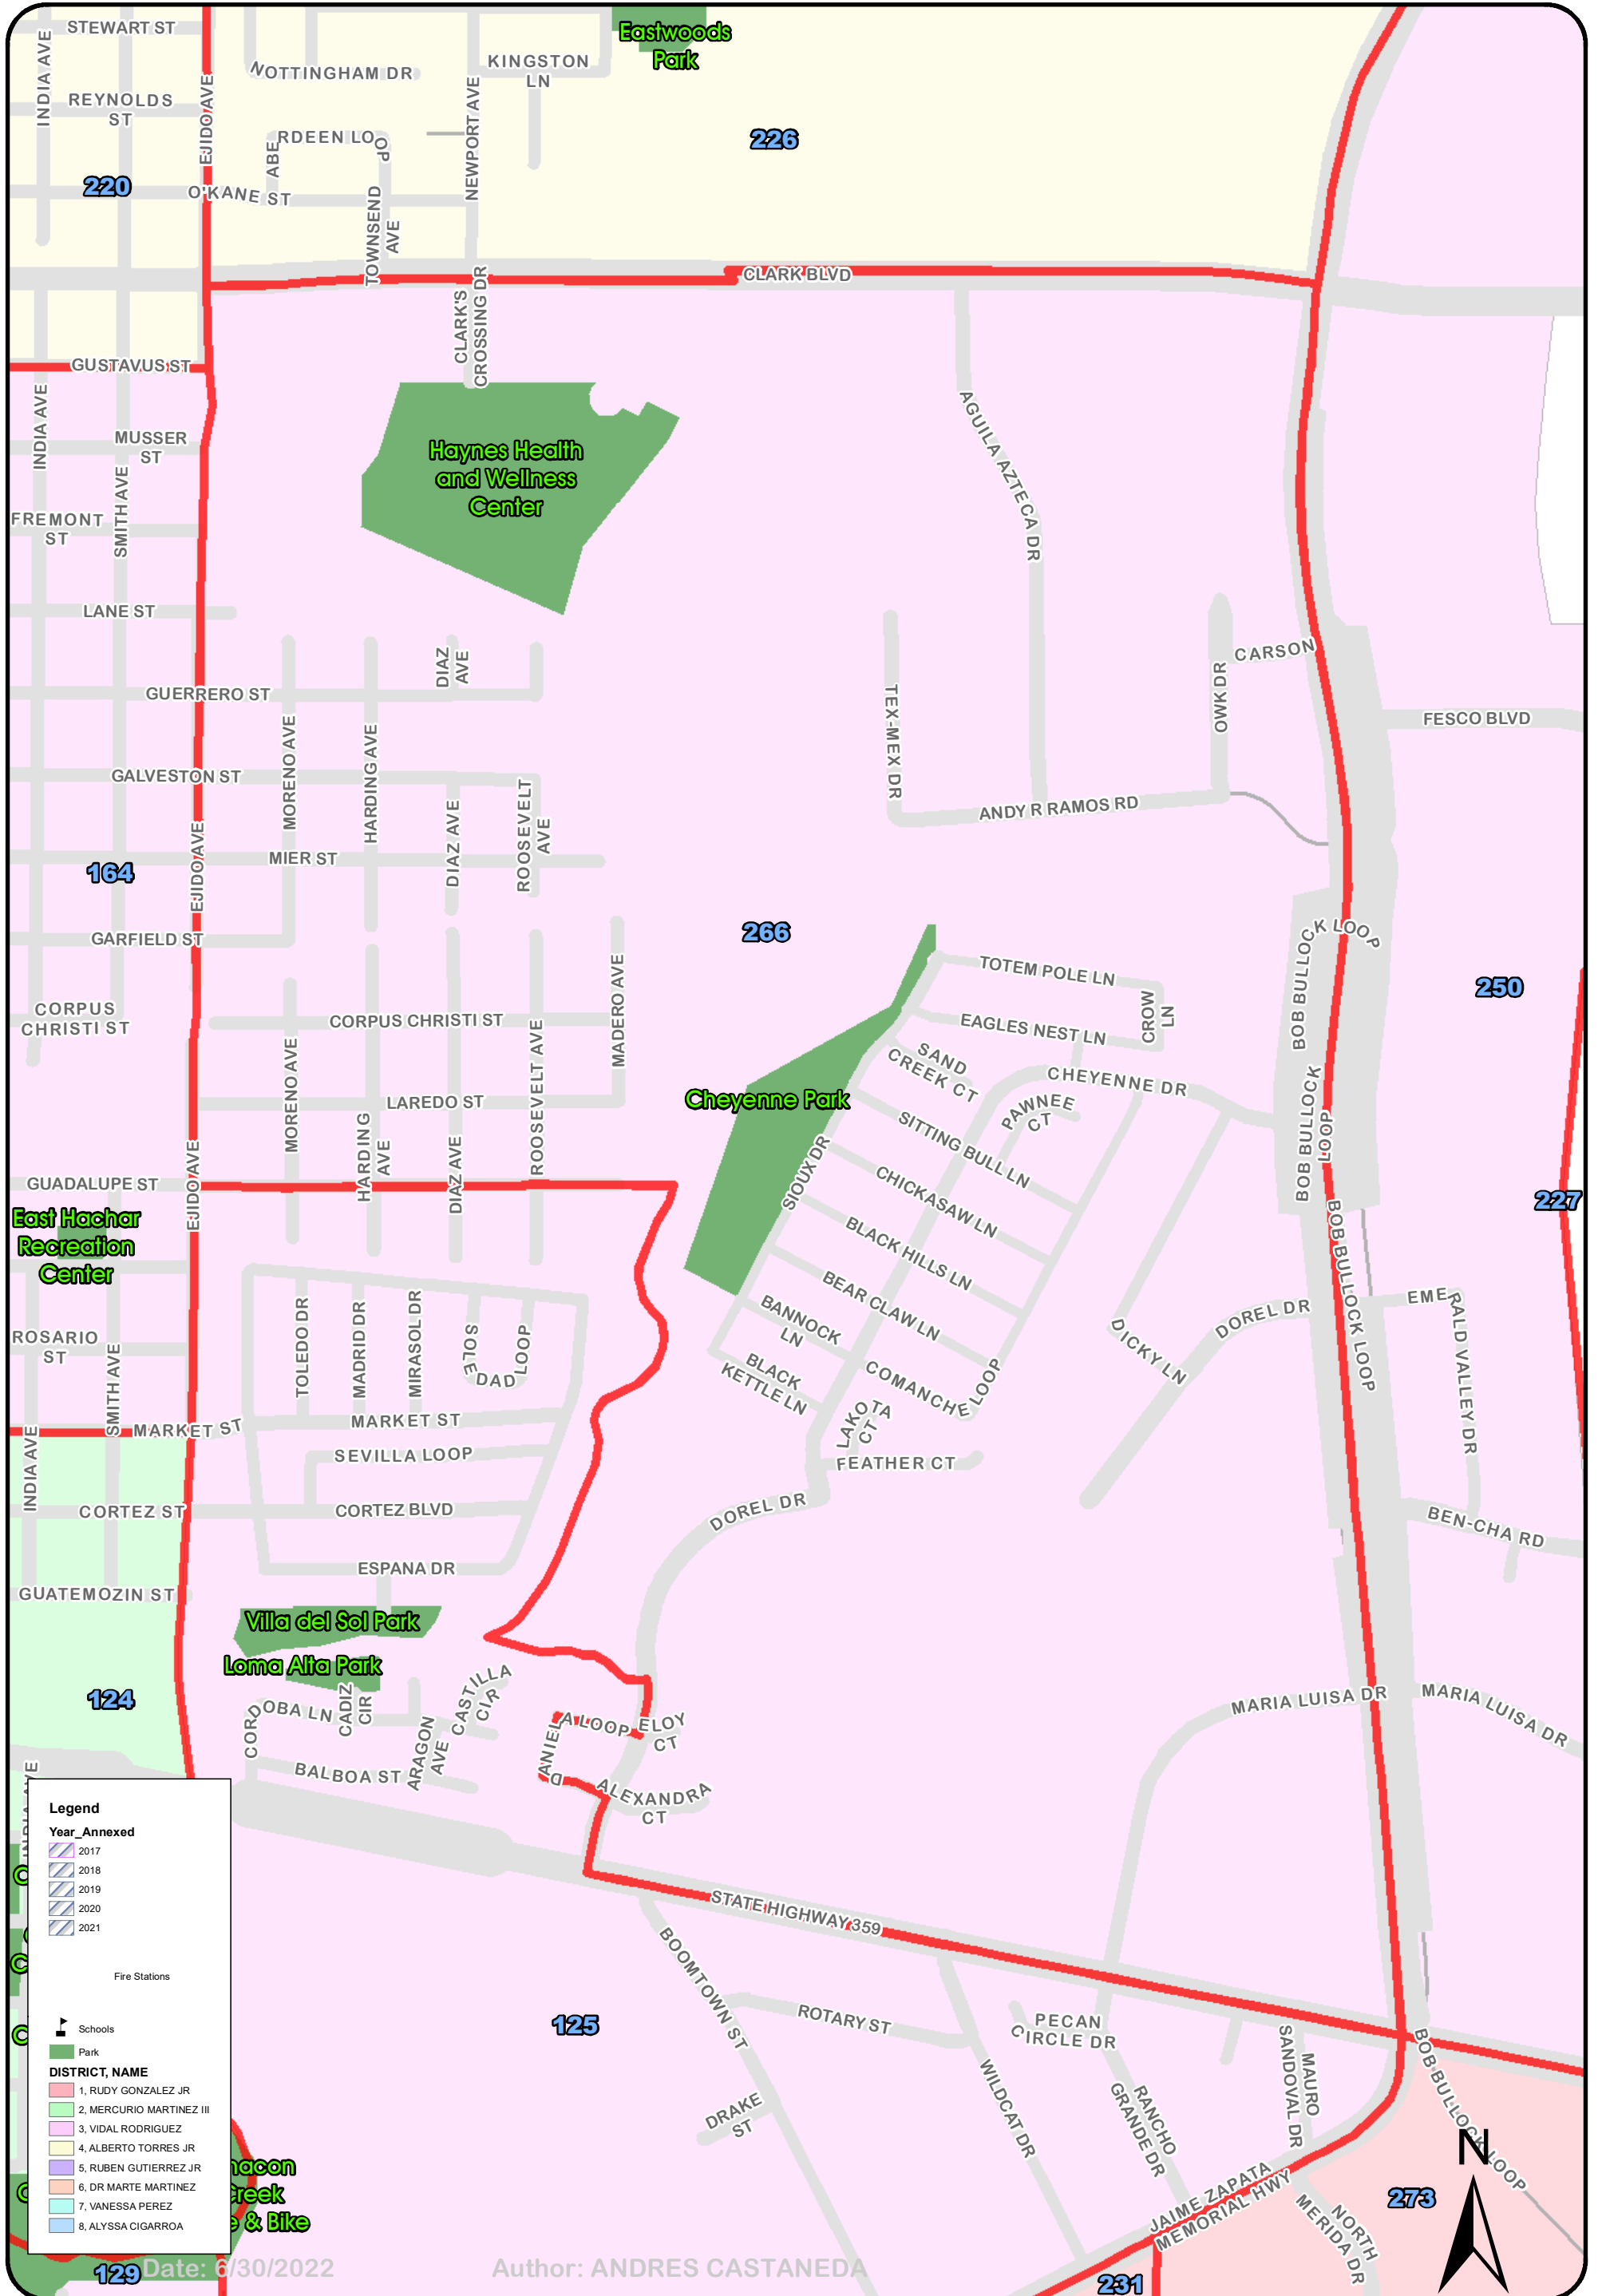 STEWART ST
INDIA AVE
REYNOLDS
ST
EJIDO AVE
NOTTINGHAM DR
KINGSTON
LN
NEWPORT AVE
Eastwoods
Park
226
220
ABERDEEN LOOP
O'KANE ST
TOWNSEND
AVE
CLARK BLVD
CLARK'S
CROSSING DR
GUSTAVUS ST
INDIA AVE
MUSSER
ST
SMITH AVE
FREMONT
ST
Haynes Health
and Wellness
Center
AGUILA AZTECA DR
LANE ST
DIAZ
AVE
GUERRERO ST
MORENO AVE
HARDING AVE
TEX-MEX DR
OWK DR
CARSON
FESCO BLVD
GALVESTON ST
DIAZ AVE
ROOSEVELT
AVE
ANDY R RAMOS RD
EJIDO AVE
MIER ST
164
GARFIELD ST
266
BOB BULLOCK LOOP
250
MADERO AVE
TOTEM POLE LN
CROW
LN
CORPUS
CHRISTI ST
CORPUS CHRISTI ST
EAGLES NEST LN
SAND
CREEK CT
CHEYENNE DR
MORENO AVE
ROOSEVELT AVE
LAREDO ST
Cheyenne Park
PAWNEE
CT
BOB BULLOCK
LOOP
HARDING
AVE
DIAZ AVE
SITTING BULL LN
SIOUX DR
CHICKASAW LN
GUADALUPE ST
EJIDO AVE
227
East Hachar
Recreation
Center
BLACK HILLS LN
BOB BULLOCK LOOP
BEAR CLAW LN
BANNOCK
LN
DOREL DR
DICKY LN
EMERALD VALLEY DR
ROSARIO
ST
SMITH AVE
TOLEDO DR
MADRID DR
MIRASOL DR
SOLEDAD LOOP
BLACK
KETTLE LN
COMANCHE LOOP
LAKOTA
CT
MARKET ST
MARKET ST
INDIA AVE
SEVILLA LOOP
FEATHER CT
CORTEZ ST
CORTEZ BLVD
DOREL DR
BEN-CHA RD
ESPANA DR
GUATEMOZIN ST
Villa del Sol Park
Loma Alta Park
124
CORDOBA LN
CADIZ
CIR
CASTILLA
CIR
ARAGON
AVE
DANIELA LOOP
ELOY
CT
MARIA LUISA DR
MARIA LUISA DR
BALBOA ST
ALEXANDRA
CT
INDIA AVE
STATE HIGHWAY 359
BOOMTOWN ST
125
ROTARY ST
PECAN
CIRCLE DR
WILDCAT DR
MAURO
SANDOVAL DR
BOB BULLOCK LOOP
DRAKE
ST
RANCHO
GRANDE DR
JAIME ZAPATA
MEMORIAL HWY
NORTH
MERIDA DR
273
231
129
N
Legend
Year_Annexed
2017
2018
2019
2020
2021
Fire Stations
Schools
Park
DISTRICT, NAME
1, RUDY GONZALEZ JR
2, MERCURIO MARTINEZ III
3, VIDAL RODRIGUEZ
4, ALBERTO TORRES JR
5, RUBEN GUTIERREZ JR
6, DR MARTE MARTINEZ
7, VANESSA PEREZ
8, ALYSSA CIGARROA
Date: 6/30/2022
Author: ANDRES CASTANEDA